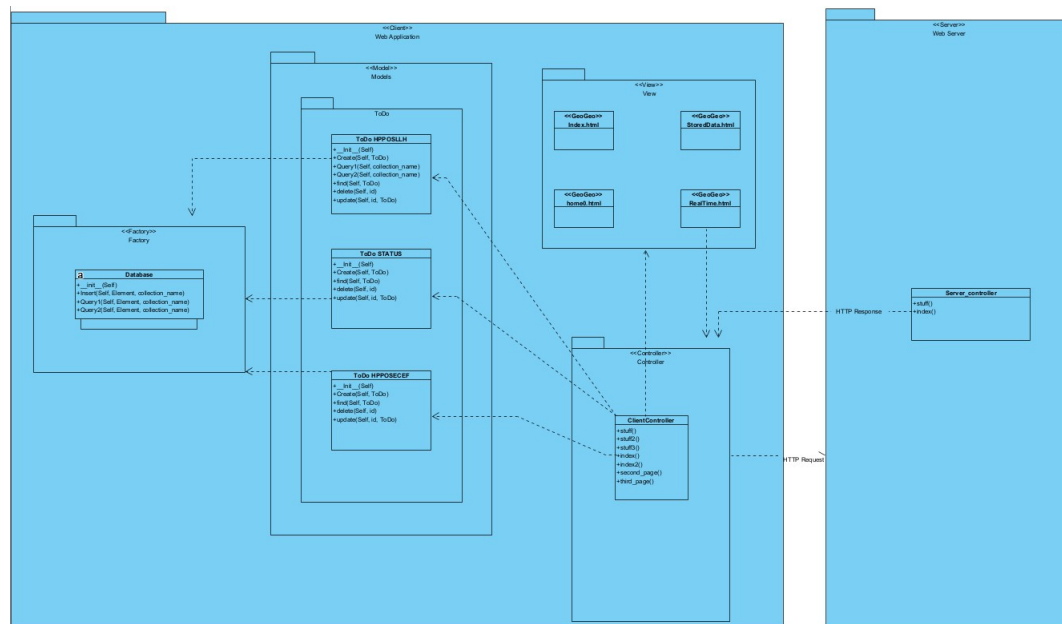 <<Client>>
Web Application
<<Model>>
Models
ToDo
ToDo HPPOSLLH
+__Init__(Self)
+Create(Self, ToDo)
+Query1(Self, collection_name)
+Query2(Self, collection_name)
+find(Self, ToDo)
+delete(Self, id)
+update(Self, id, ToDo)
ToDo STATUS
+__Init__(Self)
+Create(Self, ToDo)
+find(Self, ToDo)
+delete(Self, id)
+update(Self, id, ToDo)
ToDo HPPOSECEF
+__Init__(Self)
+Create(Self, ToDo)
+find(Self, ToDo)
+delete(Self, id)
+update(Self, id, ToDo)
<<Factory>>
Factory
a
Database
+__init__(Self)
+Insert(Self, Element, collection_name)
+Query1(Self, Element, collection_name)
+Query2(Self, Element, collection_name)
<<View>>
View
<<GeoGeo>>
Index.html
<<GeoGeo>>
StoredData.html
<<GeoGeo>>
home0.html
<<GeoGeo>>
RealTime.html
<<Controller>>
Controller
ClientController
+stuff()
+stuff2()
+stuff3()
+index()
+index2()
+second_page()
+third_page()
HTTP Response
HTTP Request
<<Server>>
Web Server
Server_controller
+stuff()
+index()